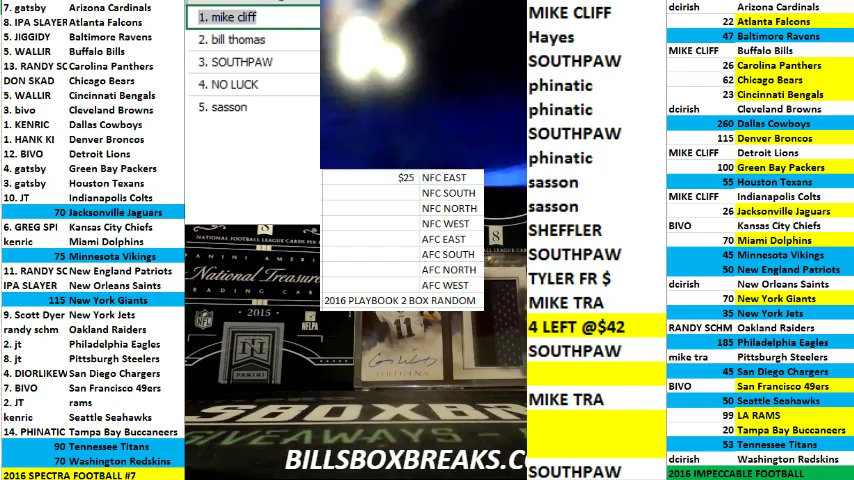 7. gatsby Arizona Cardinals
8. IPA SLAYER Atlanta Falcons
5. JIGGIDY Baltimore Ravens
5. WALLIR Buffalo Bills
13. RANDY SC Carolina Panthers
DON SKAD Chicago Bears
5. WALLIR Cincinnati Bengals
3. bivo Cleveland Browns
1. KENRIC Dallas Cowboys
1. HANK KI Denver Broncos
12. BIVO Detroit Lions
4. gatsby Green Bay Packers
3. gatsby Houston Texans
10. JT Indianapolis Colts
70 Jacksonville Jaguars
6. GREG SPI Kansas City Chiefs
kenric Miami Dolphins
75 Minnesota Vikings
11. RANDY SC New England Patriots
IPA SLAYER New Orleans Saints
115 New York Giants
9. Scott Dyer New York Jets
randy schm Oakland Raiders
2. jt Philadelphia Eagles
8. jt Pittsburgh Steelers
4. DIORLIKEW San Diego Chargers
7. BIVO San Francisco 49ers
2. JT rams
kenric Seattle Seahawks
14. PHINATIC Tampa Bay Buccaneers
90 Tennessee Titans
70 Washington Redskins
2016 SPECTRA FOOTBALL #7
1. mike cliff
2. bill thomas
3. SOUTHPAW
4. NO LUCK
5. sasson
$25 NFC EAST
NFC SOUTH
NFC NORTH
NFC WEST
AFC EAST
AFC SOUTH
AFC NORTH
AFC WEST
2016 PLAYBOOK 2 BOX RANDOM
8
NATIONAL FOOTBALL LEAGUE CARDS PER
PANINI AMERICA
National Treasures
TRADING CARDS
NFL
2015
NFLPA
PANINI
8
11
SBOXBR
GIVEAWAYS
BILLSBOXBREAKS.C
MIKE CLIFF
Hayes
SOUTHPAW
phinatic
phinatic
SOUTHPAW
phinatic
sasson
sasson
SHEFFLER
SOUTHPAW
TYLER FR $
MIKE TRA
4 LEFT @$42
SOUTHPAW
MIKE TRA
SOUTHPAW
dcirish Arizona Cardinals
22 Atlanta Falcons
47 Baltimore Ravens
MIKE CLIFF Buffalo Bills
26 Carolina Panthers
62 Chicago Bears
23 Cincinnati Bengals
dcirish Cleveland Browns
260 Dallas Cowboys
115 Denver Broncos
MIKE CLIFF Detroit Lions
100 Green Bay Packers
55 Houston Texans
MIKE CLIFF Indianapolis Colts
26 Jacksonville Jaguars
BIVO Kansas City Chiefs
70 Miami Dolphins
45 Minnesota Vikings
50 New England Patriots
dcirish New Orleans Saints
70 New York Giants
35 New York Jets
RANDY SCHM Oakland Raiders
185 Philadelphia Eagles
mike tra Pittsburgh Steelers
45 San Diego Chargers
BIVO San Francisco 49ers
50 Seattle Seahawks
99 LA RAMS
20 Tampa Bay Buccaneers
53 Tennessee Titans
dcirish Washington Redskins
2016 IMPECCABLE FOOTBALL